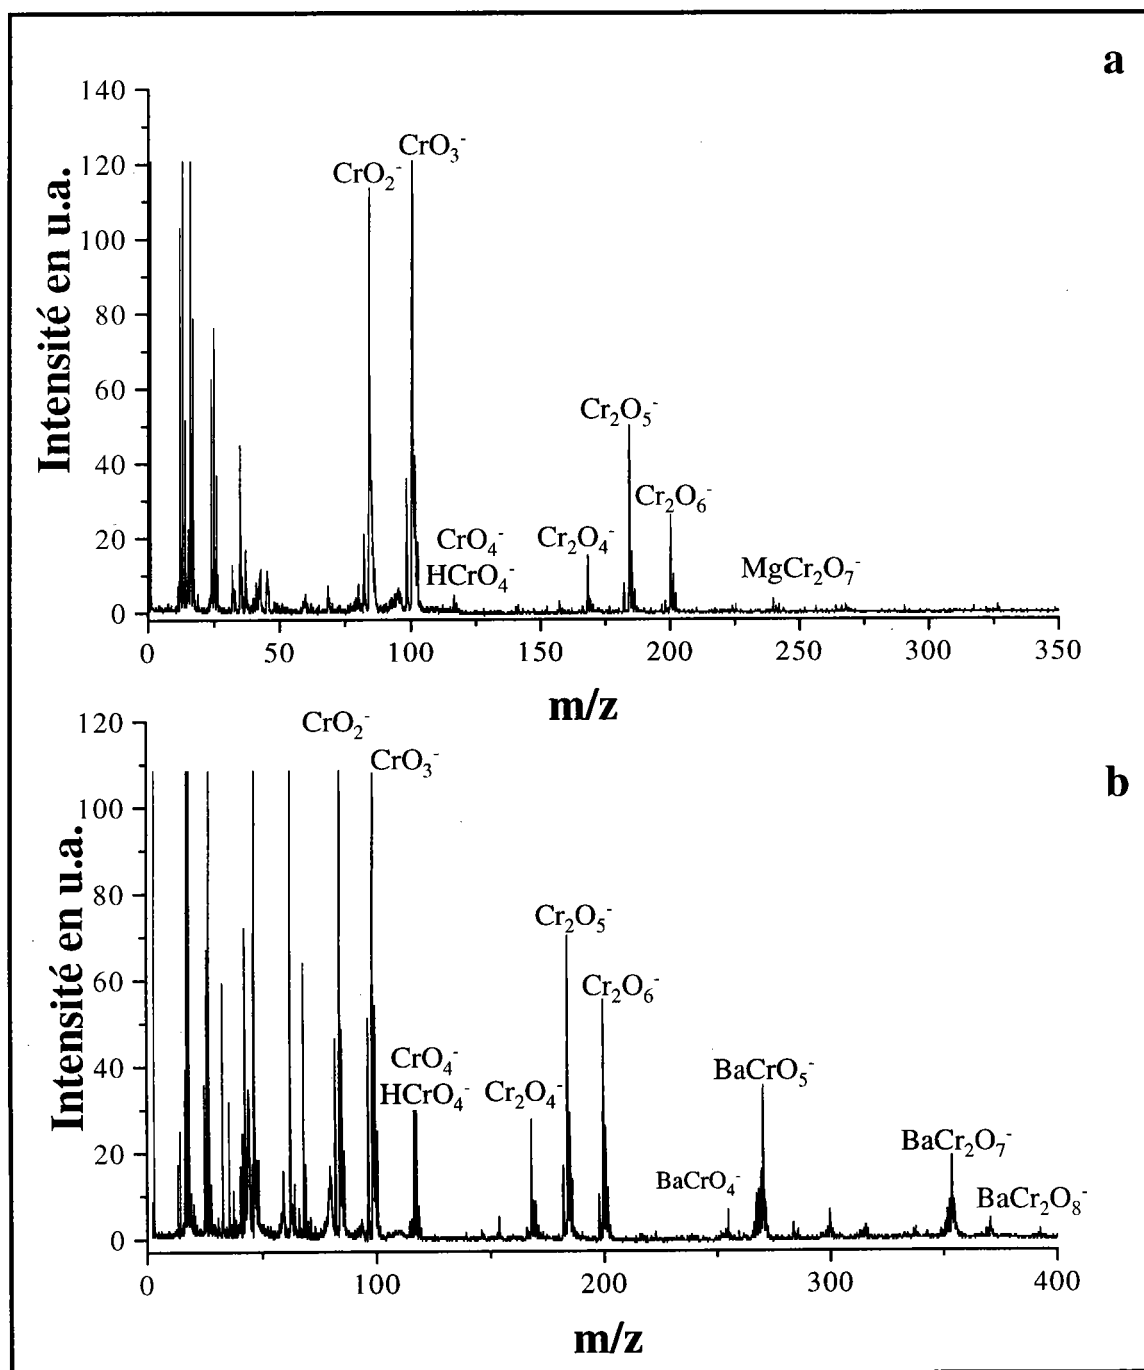 a
140
120
100
80
60
40
20
0
Intensité en u.a.
CrO₂⁻
CrO₃⁻
CrO₄⁻
HCrO₄⁻
Cr₂O₄⁻
Cr₂O₅⁻
Cr₂O₆⁻
MgCr₂O₇⁻
0 50 100 150 200 250 300 350
m/z
b
120
100
80
60
40
20
0
Intensité en u.a.
CrO₂⁻
CrO₃⁻
CrO₄⁻
HCrO₄⁻
Cr₂O₄⁻
Cr₂O₅⁻
Cr₂O₆⁻
BaCrO₄⁻
BaCrO₅⁻
BaCr₂O₇⁻
BaCr₂O₈⁻
0 100 200 300 400
m/z